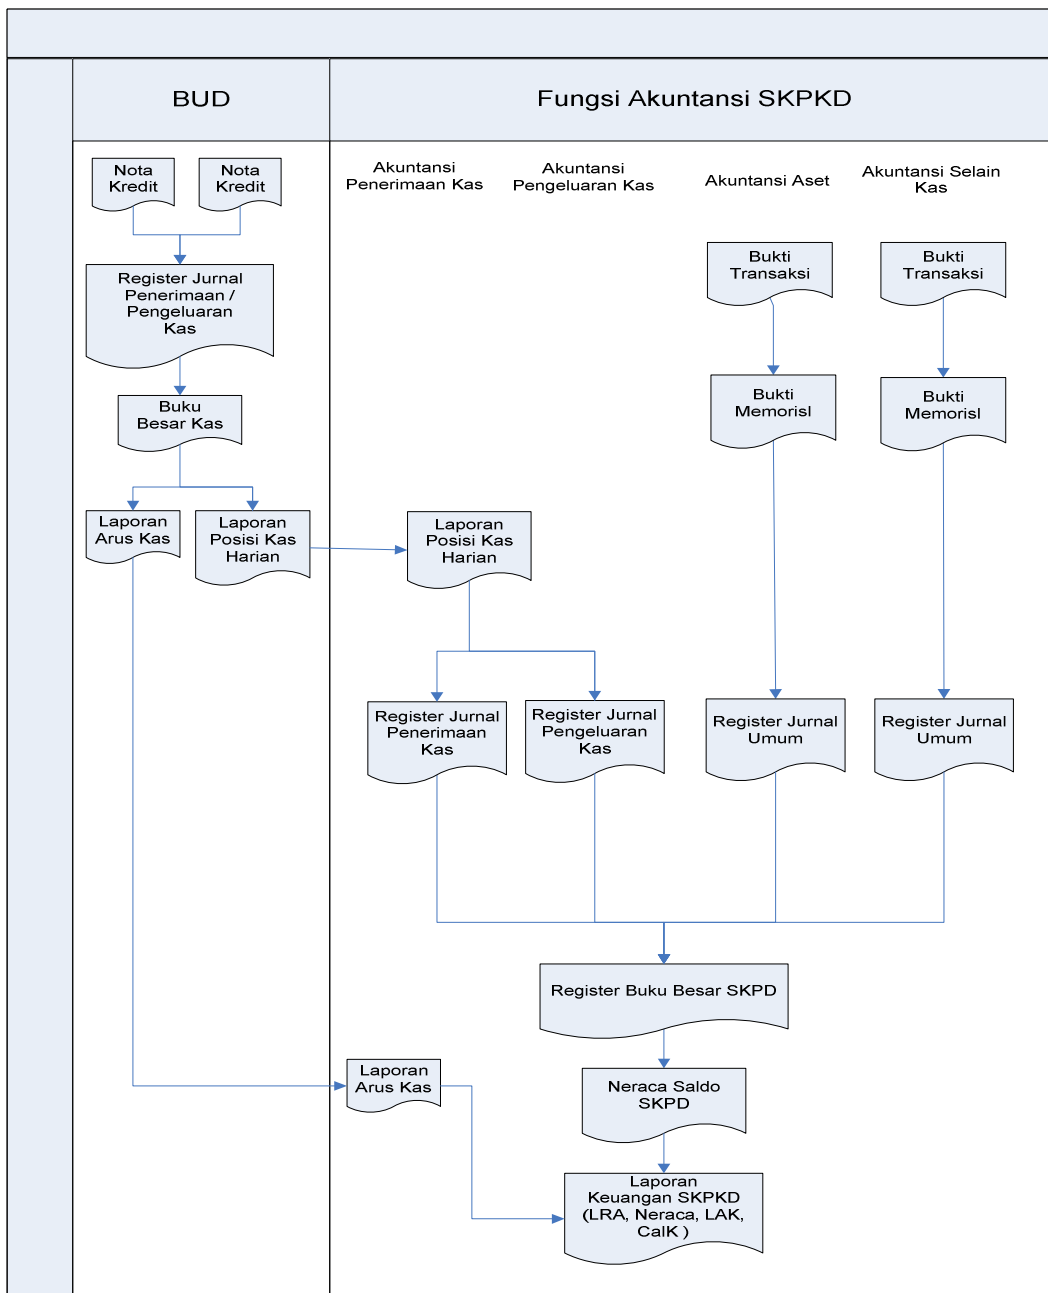 BUD
Fungsi Akuntansi SKPKD
Nota
Kredit
Nota
Kredit
Akuntansi
Penerimaan Kas
Akuntansi
Pengeluaran Kas
Akuntansi Aset
Akuntansi Selain
Kas
Register Jurnal
Penerimaan /
Pengeluaran
Kas
Bukti
Transaksi
Bukti
Transaksi
Buku
Besar Kas
Bukti
Memorisl
Bukti
Memorisl
Laporan
Arus Kas
Laporan
Posisi Kas
Harian
Laporan
Posisi Kas
Harian
Register Jurnal
Penerimaan
Kas
Register Jurnal
Pengeluaran
Kas
Register Jurnal
Umum
Register Jurnal
Umum
Register Buku Besar SKPD
Laporan
Arus Kas
Neraca Saldo
SKPD
Laporan
Keuangan SKPKD
(LRA, Neraca, LAK,
CalK )